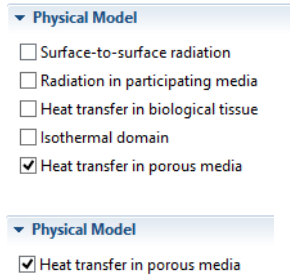 Physical Model
Surface-to-surface radiation
Radiation in participating media
Heat transfer in biological tissue
Isothermal domain
Heat transfer in porous media
Physical Model
Heat transfer in porous media